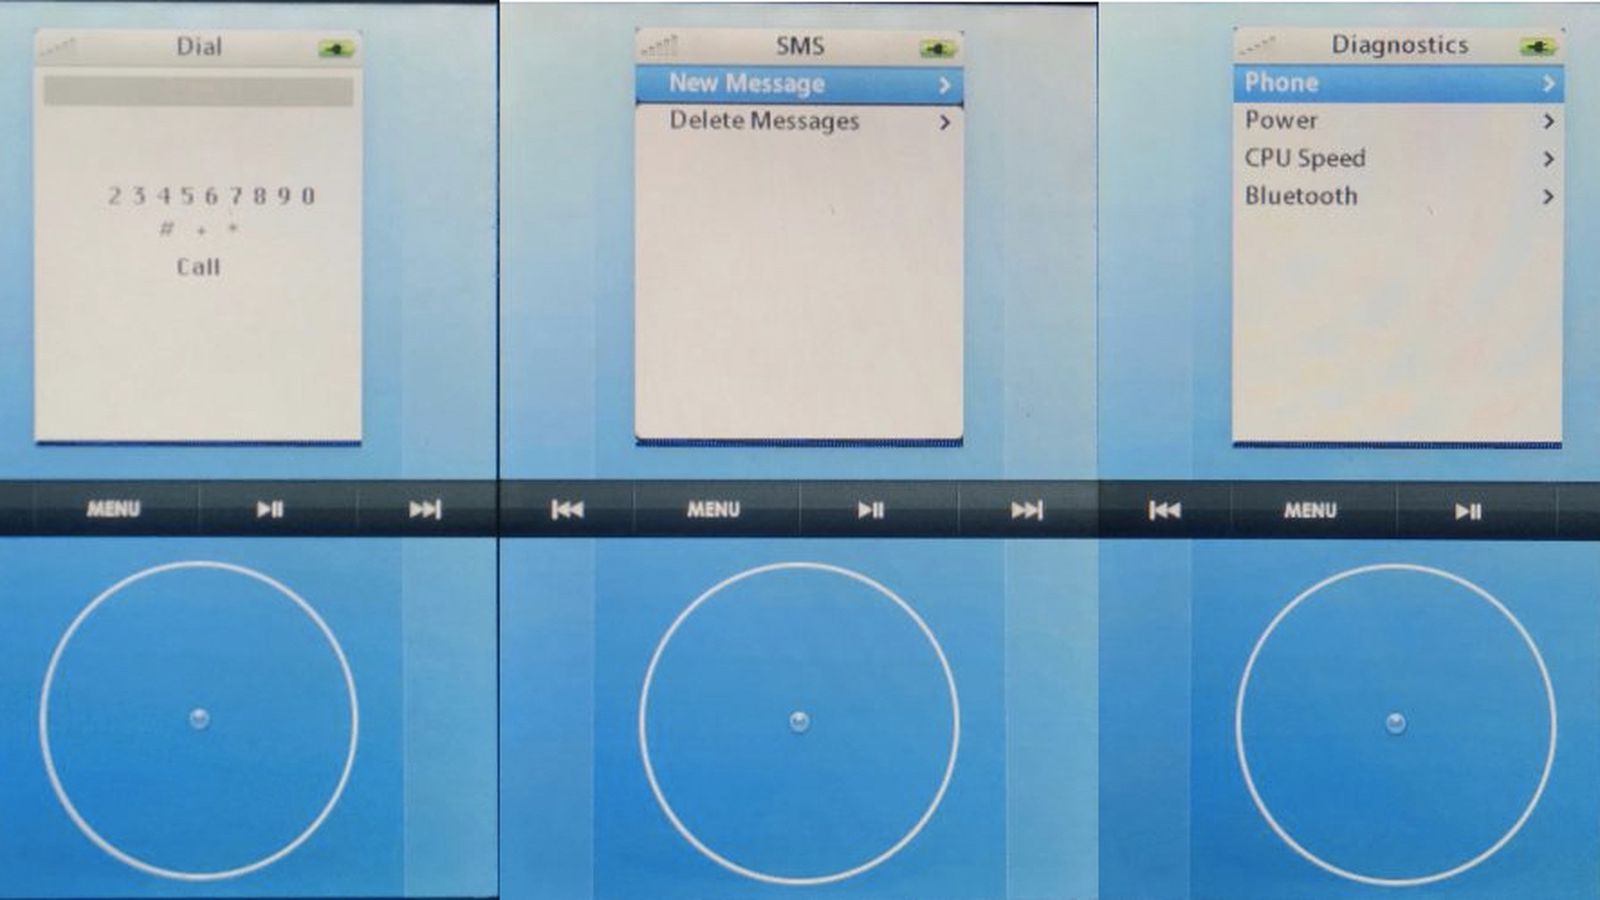 Dial
2 3 4 5 6 7 8 9 0
# + *
Call
MENU
SMS
New Message
Delete Messages
MENU
Diagnostics
Phone
Power
CPU Speed
Bluetooth
MENU